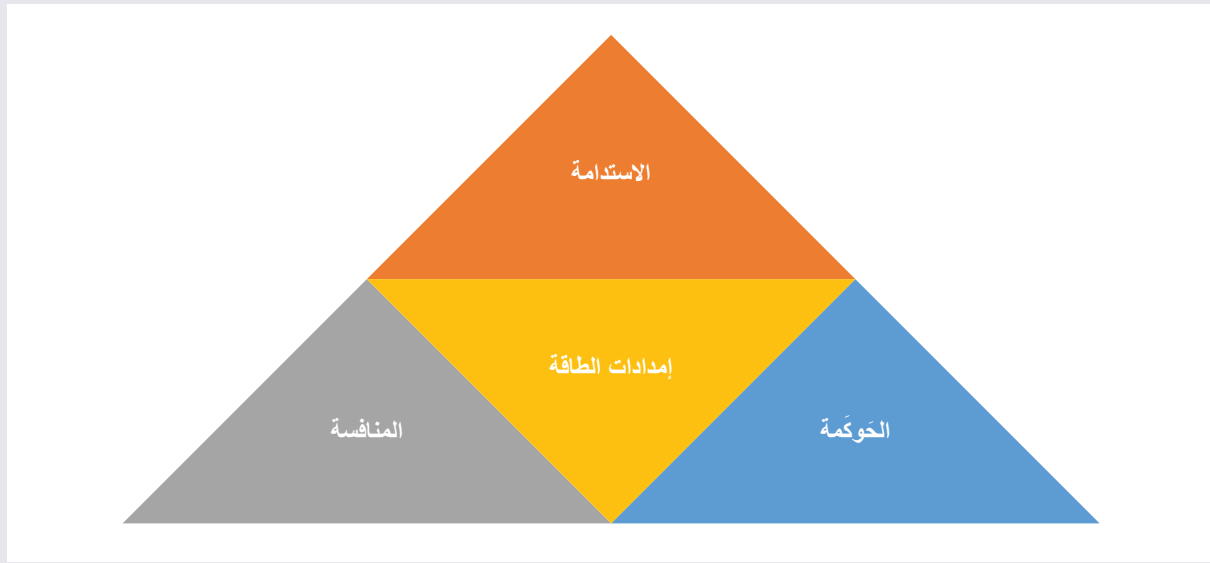 الاستدامة
إمدادات الطاقة
الحَوكَمة
المنافسة